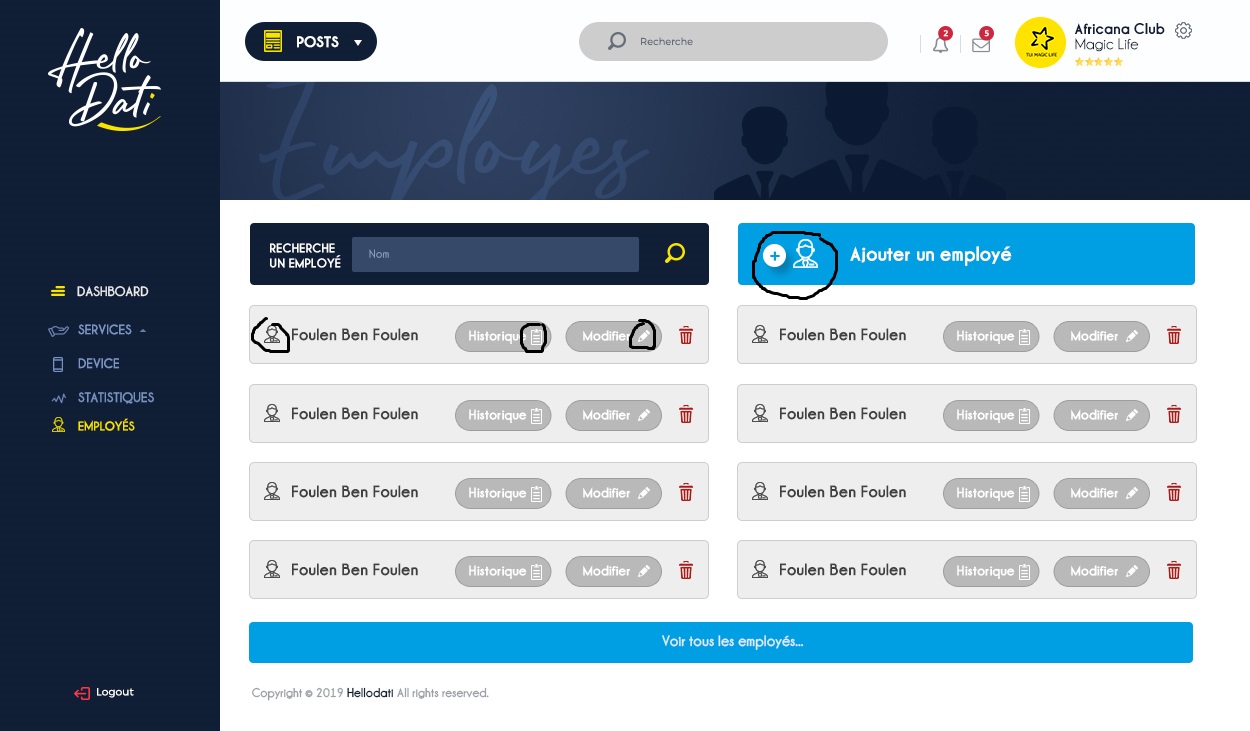 Hello
Dati
POSTS
Recherche
2
5
TUI MAGIC LIFE
Africana Club
Magic Life
Employes
DASHBOARD
SERVICES
DEVICE
STATISTIQUES
EMPLOYÉS
Logout
RECHERCHE
UN EMPLOYÉ
Nom
Ajouter un employé
Foulen Ben Foulen Historique Modifier
Foulen Ben Foulen Historique Modifier
Foulen Ben Foulen Historique Modifier
Foulen Ben Foulen Historique Modifier
Foulen Ben Foulen Historique Modifier
Foulen Ben Foulen Historique Modifier
Foulen Ben Foulen Historique Modifier
Foulen Ben Foulen Historique Modifier
Voir tous les employés...
Copyright © 2019 Hellodati All rights reserved.